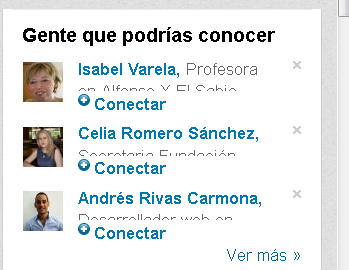 Gente que podrías conocer
Isabel Varela, Profesora
en Alfonso X El Sabio
Conectar
Celia Romero Sánchez,
Secretaria Fundación
Conectar
Andrés Rivas Carmona,
Desarrollador web en
Conectar
Ver más »